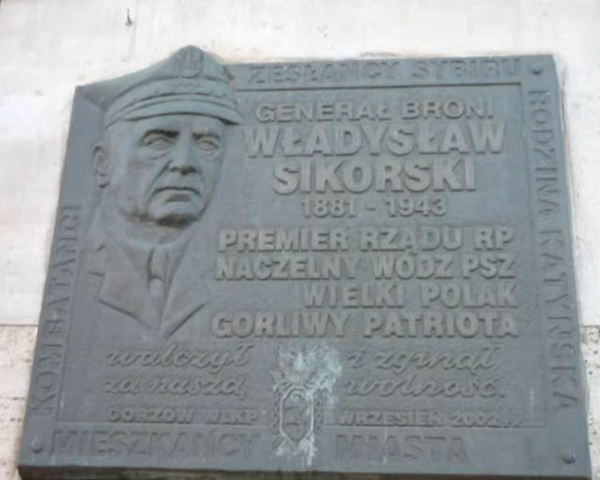 ZESŁAŃCY SYBIRU
GENERAŁ BRONI
WŁADYSŁAW
SIKORSKI
1881 - 1943
PREMIER RZĄDU RP
NACZELNY WÓDZ PSZ
WIELKI POLAK
GORLIWY PATRIOTA
walczył i zginął
za naszą wolność.
GORZÓW WLKP. WRZESIEŃ 2002 r.
MIESZKAŃCY MIASTA
KOMBATANCI
RODZINA KATYŃSKA